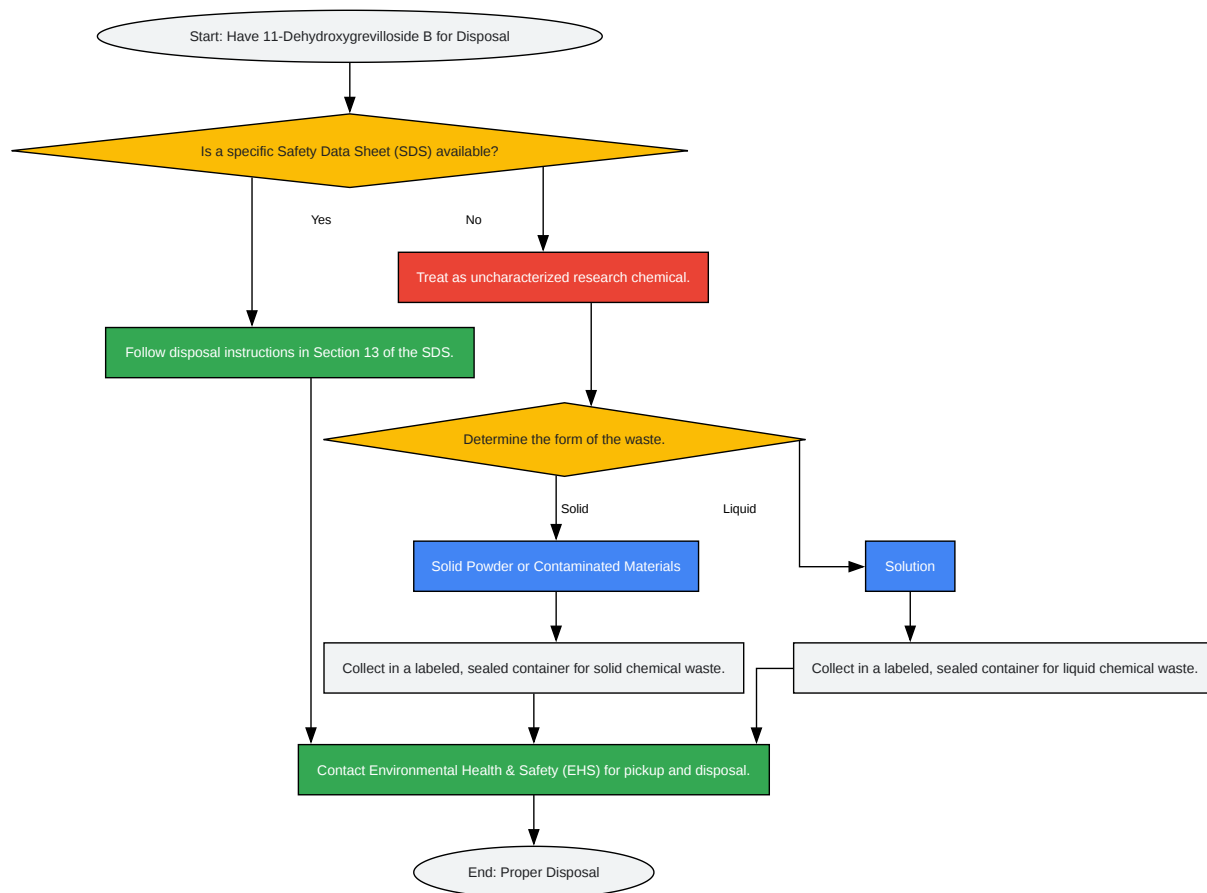 Start: Have 11-Dehydroxygrevilloside B for Disposal
Is a specific Safety Data Sheet (SDS) available?
Yes
No
Treat as uncharacterized research chemical.
Follow disposal instructions in Section 13 of the SDS.
Determine the form of the waste.
Solid
Liquid
Solid Powder or Contaminated Materials
Solution
Collect in a labeled, sealed container for solid chemical waste.
Collect in a labeled, sealed container for liquid chemical waste.
Contact Environmental Health & Safety (EHS) for pickup and disposal.
End: Proper Disposal